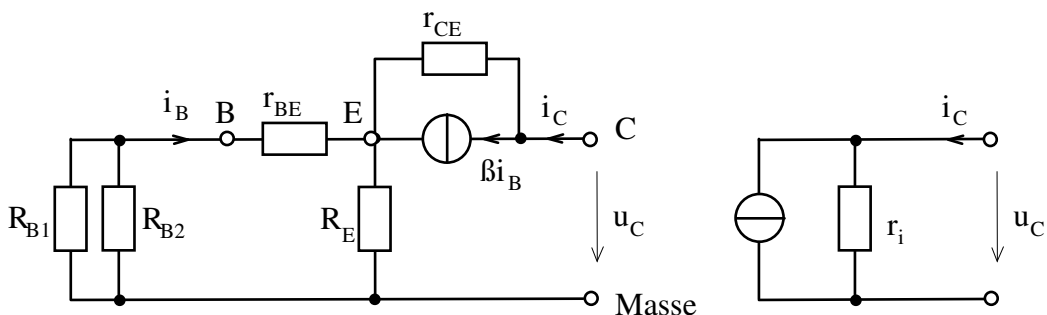 r_CE
i_B B r_BE E i_C i_C
C
ßi_B
R_B1 R_B2 R_E u_C r_i u_C
Masse